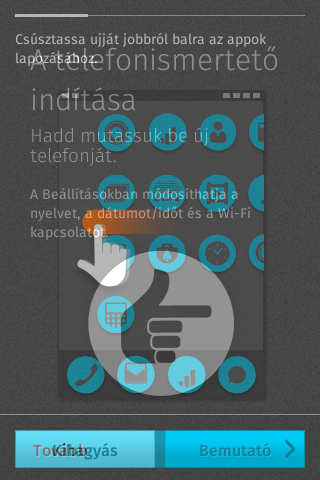 Csúsztassa ujját jobbról balra az appok
lapozásához.
A telefonismertető
indítása
Hadd mutassuk be új
telefonját.
A Beállításokban módosíthatja a
nyelvet, a dátumot/időt és a Wi-Fi
kapcsolatot.
Kihagyás
Bemutató